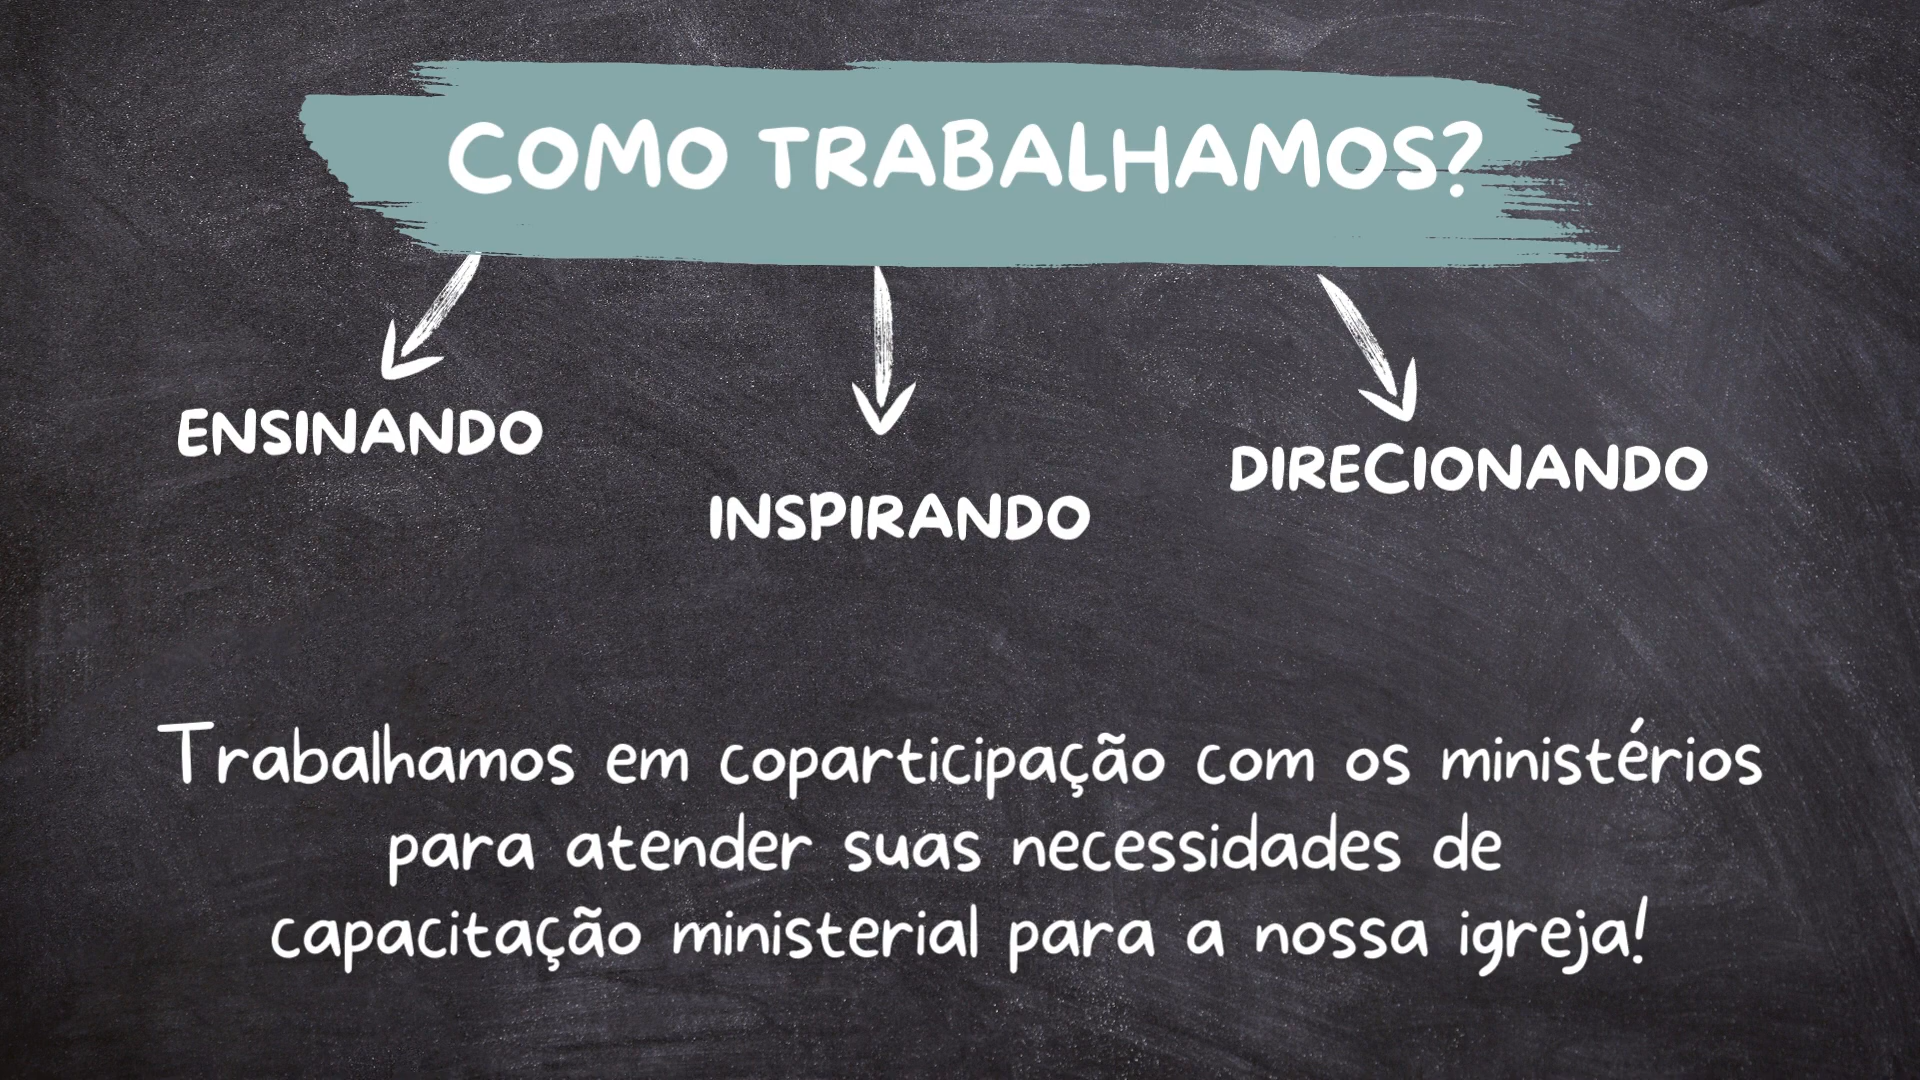 COMO TRABALHAMOS?
ENSINANDO
INSPIRANDO
DIRECIONANDO
Trabalhamos em coparticipação com os ministérios
para atender suas necessidades de
capacitação ministerial para a nossa igreja!